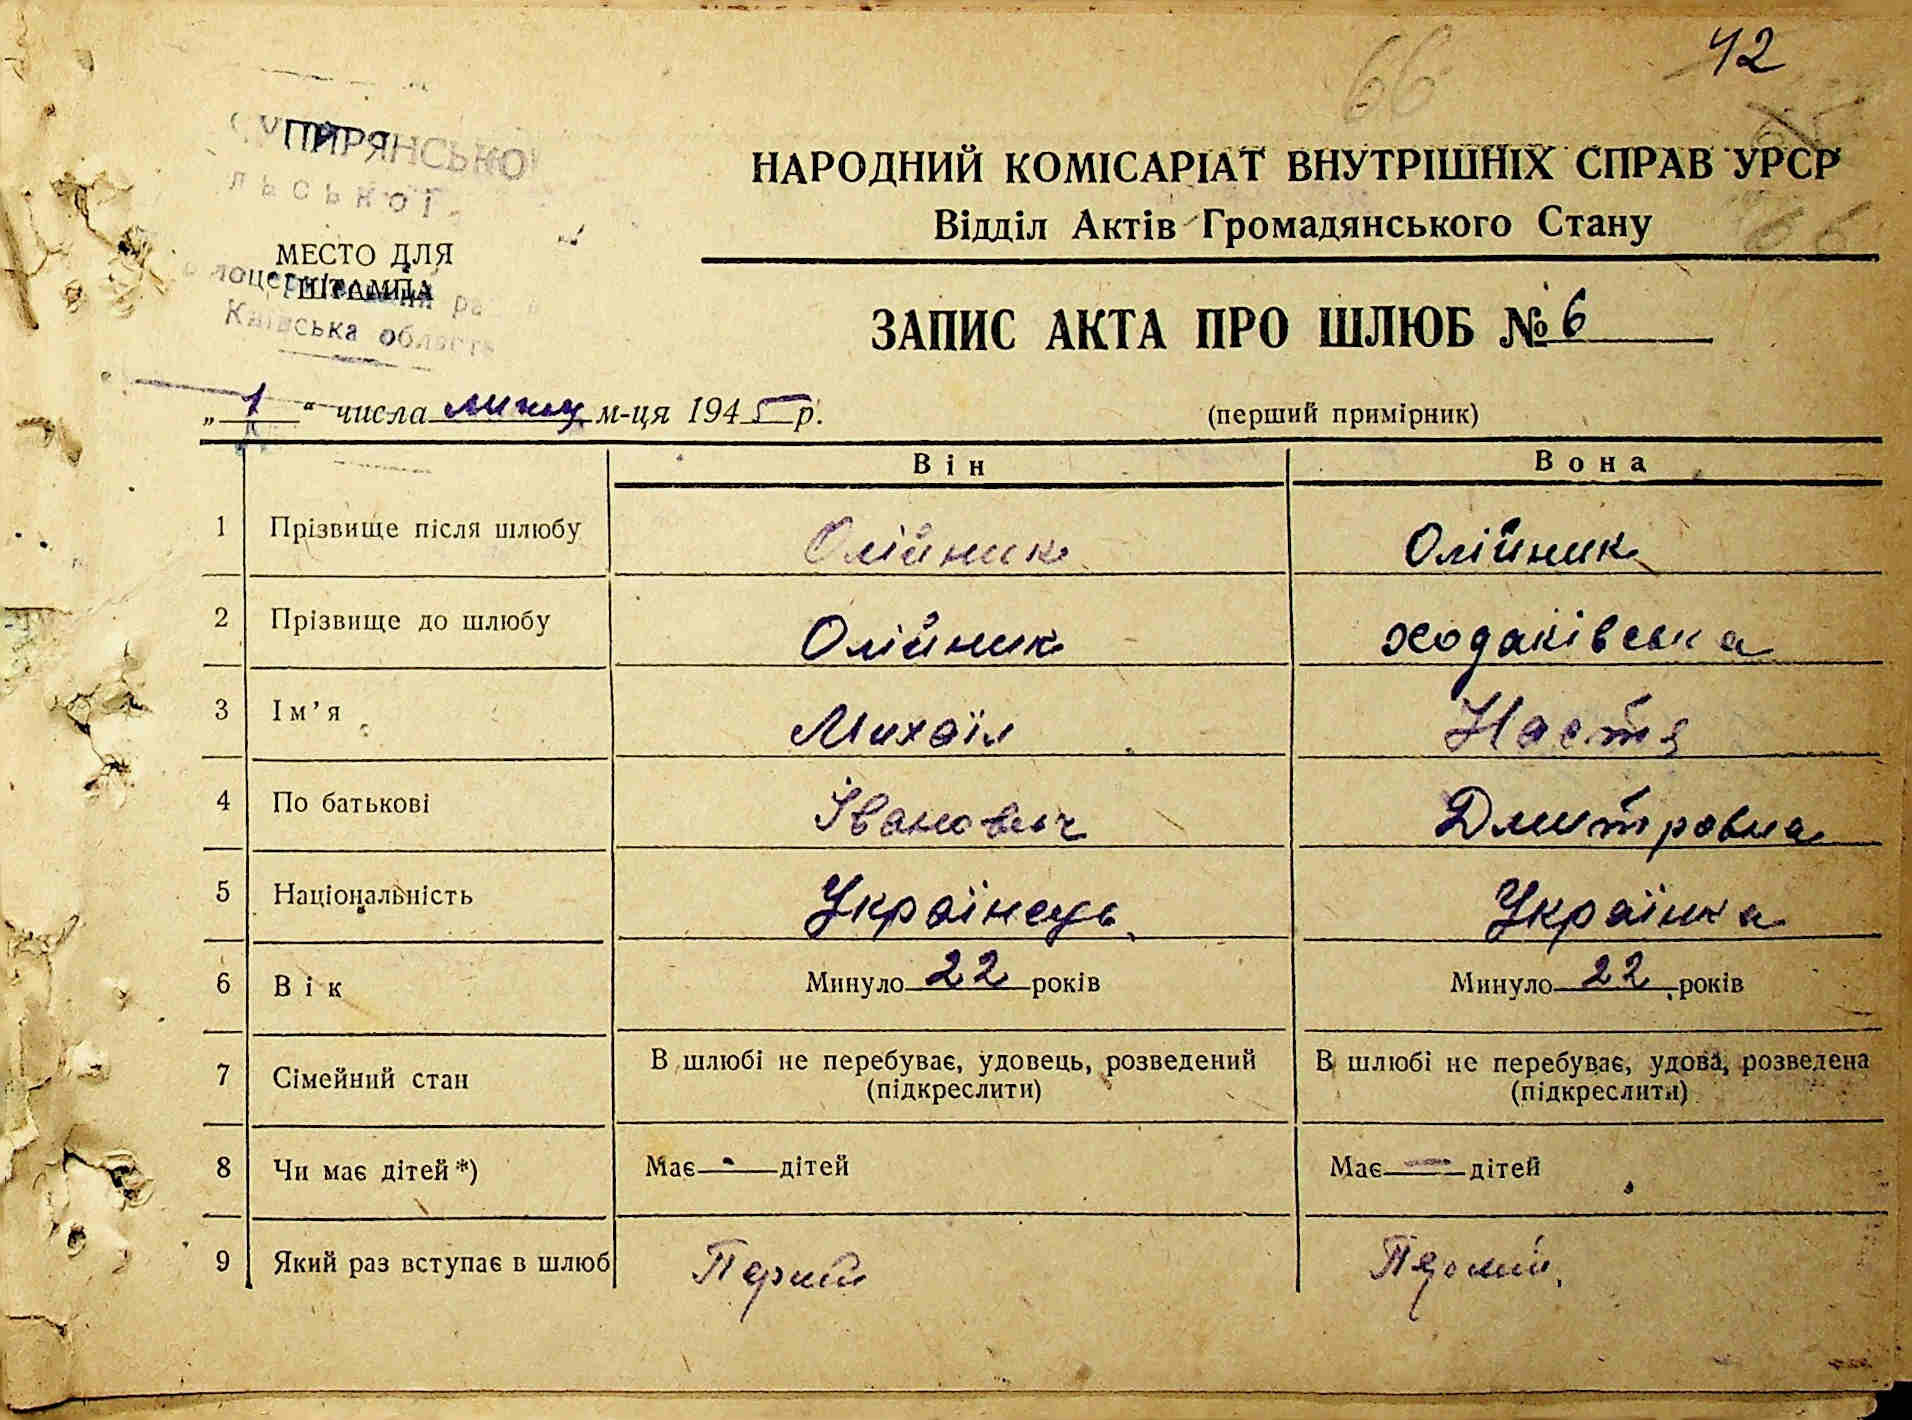 42
66
НАРОДНИЙ КОМІСАРІАТ ВНУТРІШНІХ СПРАВ УРСР
Відділ Актів Громадянського Стану
66
МЕСТО ДЛЯ
ШТАМПА
Київська область
ЗАПИС АКТА ПРО ШЛЮБ № 6
„ 1 “ числа липня м-ця 1945 р.
(перший примірник)
Він Вона
1 Прізвище після шлюбу Олійник Олійник
2 Прізвище до шлюбу Олійник Ходаківська
3 Ім’я Михаїл Настя
4 По батькові Іванович Дмитровна
5 Національність Українець Українка
6 Вік Минуло 22 років Минуло 22 років
7 Сімейний стан В шлюбі не перебуває, удовець, розведений (підкреслити) В шлюбі не перебуває, удова, розведена (підкреслити)
8 Чи має дітей *) Має — дітей Має — дітей
9 Який раз вступає в шлюб Перший